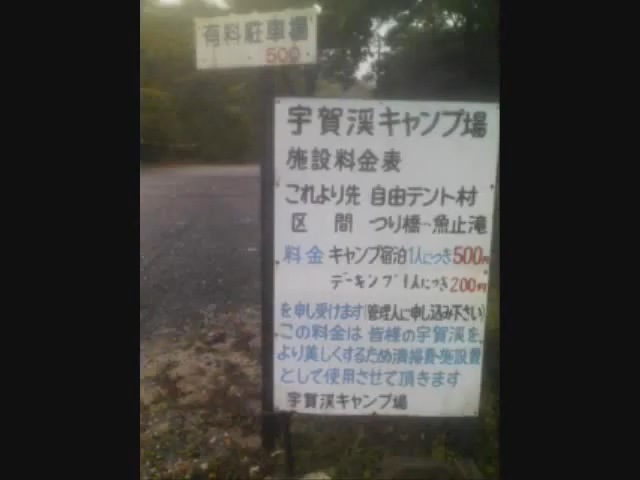 有料駐車場
500
宇賀渓キャンプ場
施設料金表
これより先 自由テント村
区 間 つり橋〜魚止滝
料金 キャンプ宿泊1人につき500円
デーキャンプ1人につき200円
を申し受けます(管理人に申し込み下さい)
この料金は皆様の宇賀渓を
より美しくするため清掃費・施設費
として使用させて頂きます
宇賀渓キャンプ場